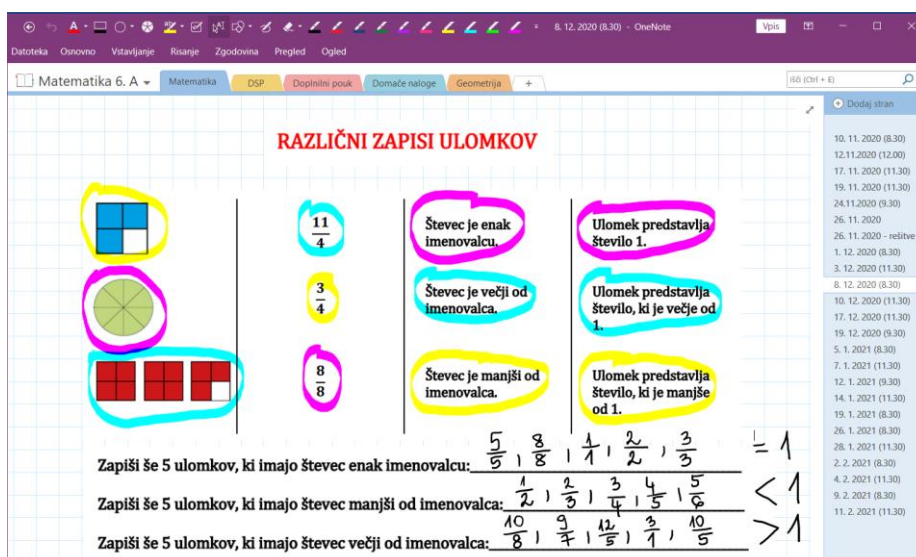 8. 12. 2020 (8.30) - OneNote
Vpis
Datoteka Osnovno Vstavljanje Risanje Zgodovina Pregled Ogled
Matematika 6. A
Matematika
DSP
Dopolnilni pouk
Domače naloge
Geometrija
+
Išči (Ctrl + E)
Dodaj stran
RAZLIČNI ZAPISI ULOMKOV
11/4
Števec je enak
imenovalcu.
Ulomek predstavlja
število 1.
3/4
Števec je večji od
imenovalca.
Ulomek predstavlja
število, ki je večje od
1.
8/8
Števec je manjši od
imenovalca.
Ulomek predstavlja
število, ki je manjše
od 1.
Zapiši še 5 ulomkov, ki imajo števec enak imenovalcu: 5/5, 8/8, 1/1, 2/2, 3/3 = 1
Zapiši še 5 ulomkov, ki imajo števec manjši od imenovalca: 1/2, 2/3, 3/4, 4/5, 5/6 < 1
Zapiši še 5 ulomkov, ki imajo števec večji od imenovalca: 10/8, 9/7, 12/5, 3/1, 10/5 > 1
10. 11. 2020 (8.30)
12.11.2020 (12.00)
17. 11. 2020 (11.30)
19. 11. 2020 (11.30)
24.11.2020 (9.30)
26. 11. 2020
26. 11. 2020 - rešitve
1. 12. 2020 (8.30)
3. 12. 2020 (11.30)
8. 12. 2020 (8.30)
10. 12. 2020 (11.30)
17. 12. 2020 (11.30)
19. 12. 2020 (9.30)
5. 1. 2021 (8.30)
7. 1. 2021 (11.30)
12. 1. 2021 (9.30)
14. 1. 2021 (11.30)
19. 1. 2021 (8.30)
26. 1. 2021 (8.30)
28. 1. 2021 (11.30)
2. 2. 2021 (8.30)
4. 2. 2021 (11.30)
9. 2. 2021 (8.30)
11. 2. 2021 (11.30)